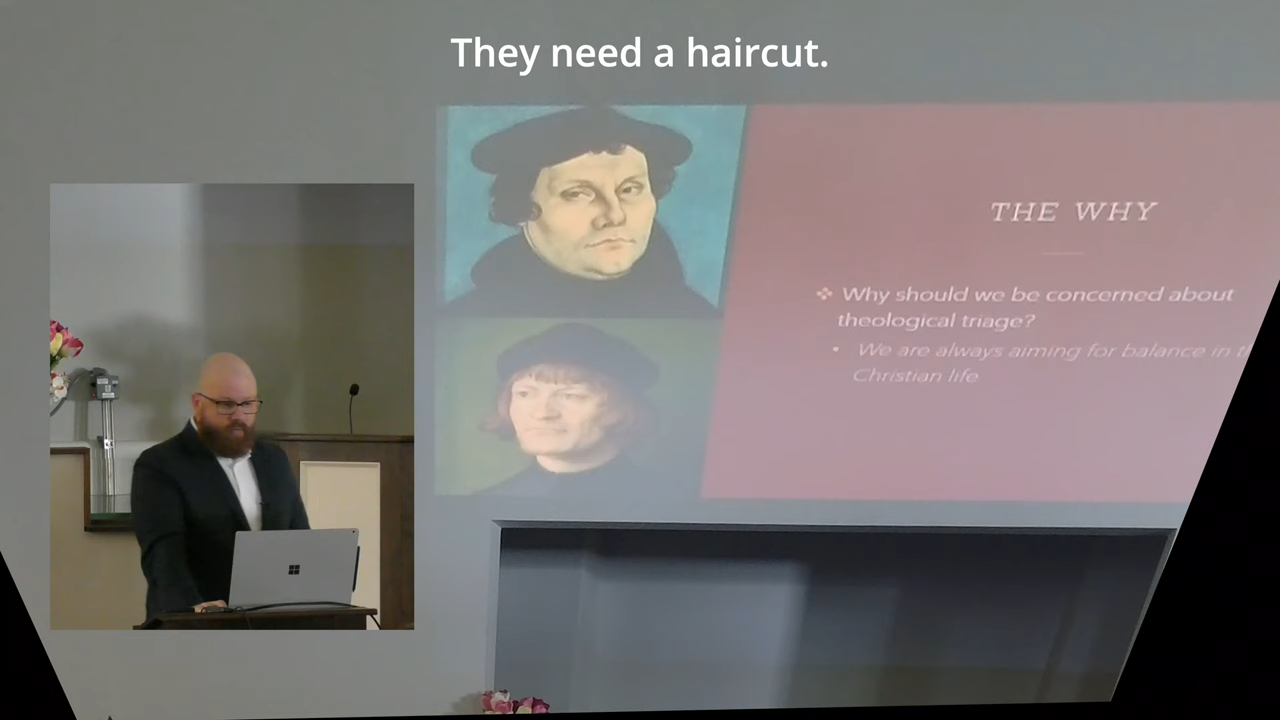 They need a haircut.
THE WHY
❖ Why should we be concerned about
theological triage?
• We are always aiming for balance in
Christian life